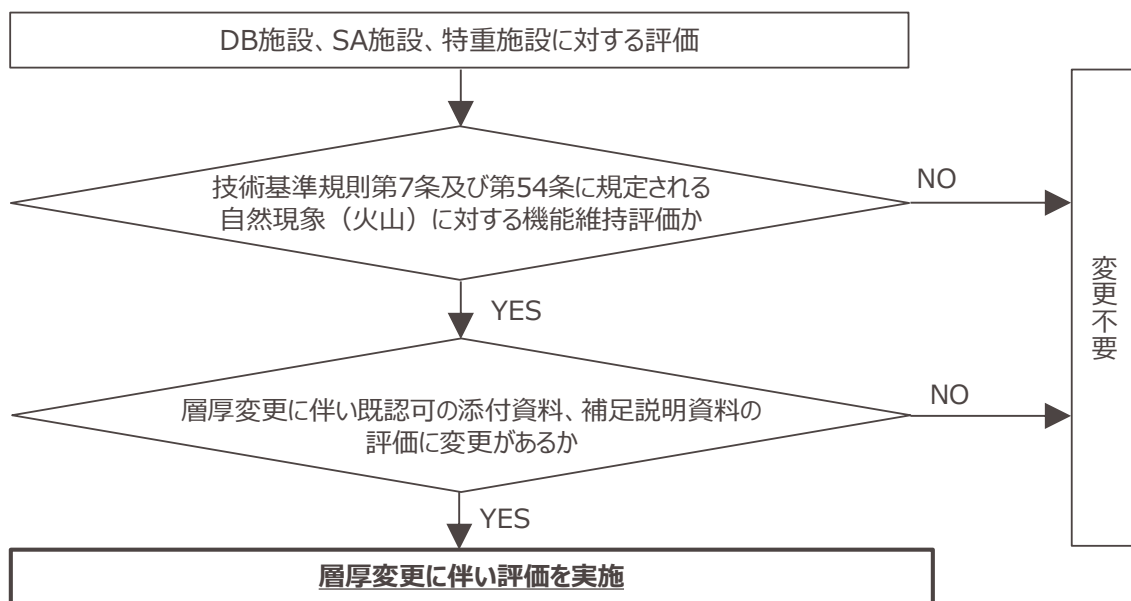 DB施設、SA施設、特重施設に対する評価
技術基準規則第7条及び第54条に規定される
自然現象（火山）に対する機能維持評価か
NO
YES
変更不要
層厚変更に伴い既認可の添付資料、補足説明資料の
評価に変更があるか
NO
YES
層厚変更に伴い評価を実施